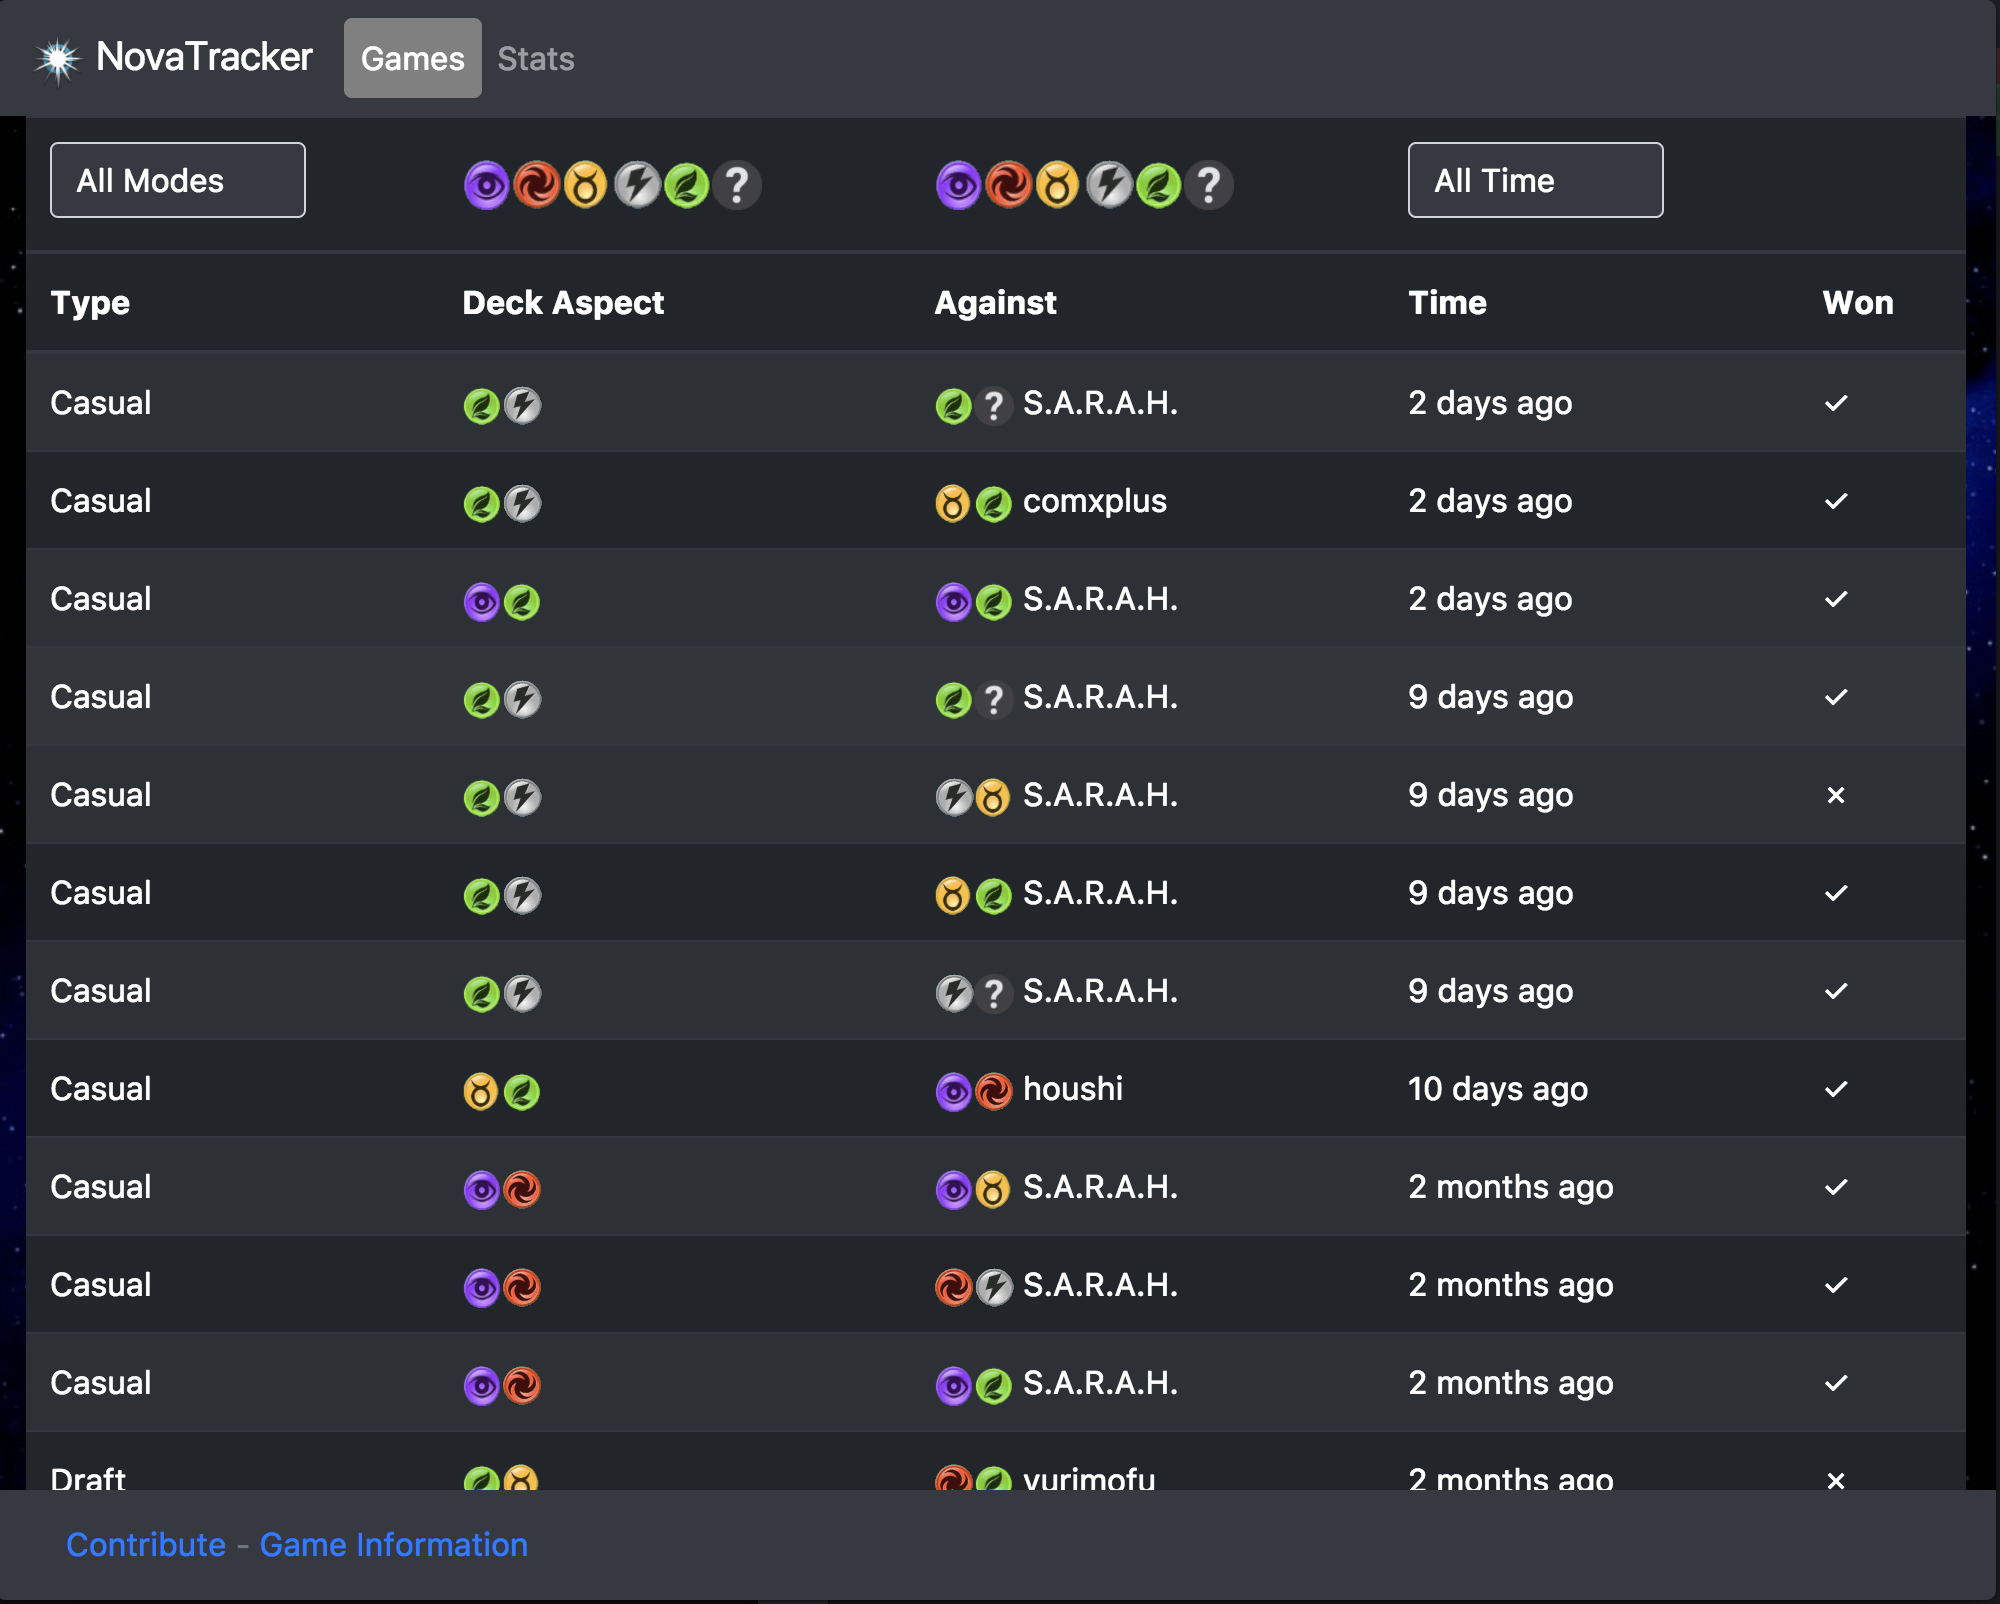 NovaTracker Games Stats
All Modes ? ? All Time
Type Deck Aspect Against Time Won
Casual ? S.A.R.A.H. 2 days ago
Casual comxplus 2 days ago
Casual S.A.R.A.H. 2 days ago
Casual ? S.A.R.A.H. 9 days ago
Casual S.A.R.A.H. 9 days ago
Casual S.A.R.A.H. 9 days ago
Casual ? S.A.R.A.H. 9 days ago
Casual houshi 10 days ago
Casual S.A.R.A.H. 2 months ago
Casual S.A.R.A.H. 2 months ago
Casual S.A.R.A.H. 2 months ago
Draft yurimofu 2 months ago
Contribute - Game Information